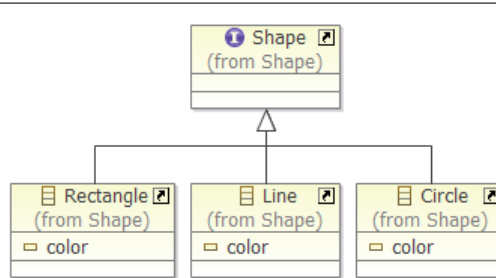 Shape
(from Shape)
Rectangle
(from Shape)
color
Line
(from Shape)
color
Circle
(from Shape)
color